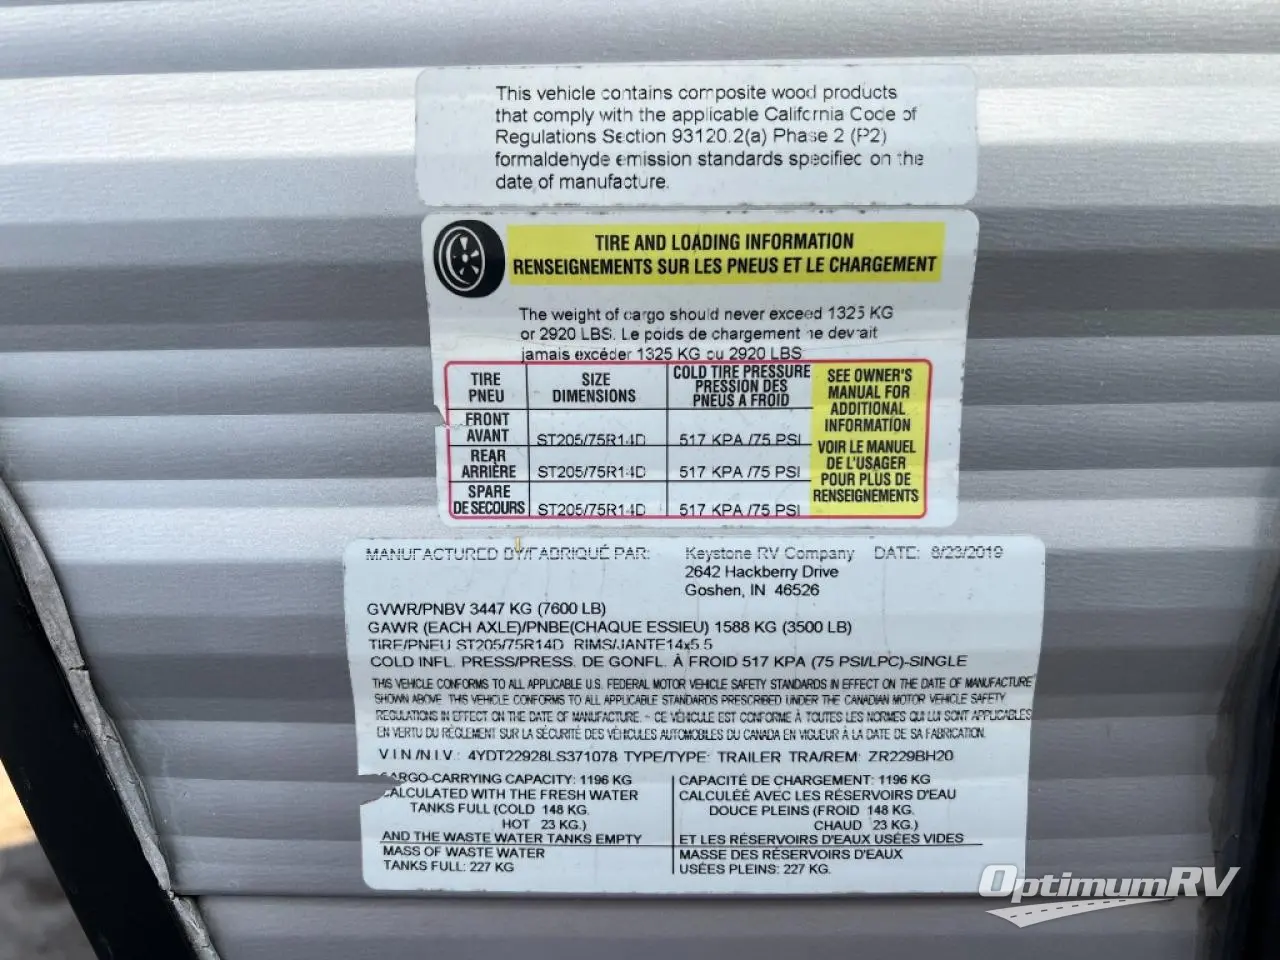 This vehicle contains composite wood products
that comply with the applicable California Code of
Regulations Section 93120.2(a) Phase 2 (P2)
formaldehyde emission standards specified on the
date of manufacture.
TIRE AND LOADING INFORMATION
RENSEIGNEMENTS SUR LES PNEUS ET LE CHARGEMENT
The weight of cargo should never exceed 1325 KG
or 2920 LBS. Le poids de chargement ne devrait
jamais excéder 1325 KG ou 2920 LBS
TIRE SIZE COLD TIRE PRESSURE
PNEU DIMENSIONS PRESSION DES
PNEUS A FROID
FRONT
AVANT ST205/75R14D 517 KPA /75 PSI
REAR
ARRIÈRE ST205/75R14D 517 KPA /75 PSI
SPARE
DE SECOURS ST205/75R14D 517 KPA /75 PSI
SEE OWNER'S
MANUAL FOR
ADDITIONAL
INFORMATION
VOIR LE MANUEL
DE L'USAGER
POUR PLUS DE
RENSEIGNEMENTS
MANUFACTURED BY/FABRIQUÉ PAR: Keystone RV Company DATE: 8/23/2019
2642 Hackberry Drive
Goshen, IN 46526
GVWR/PNBV 3447 KG (7600 LB)
GAWR (EACH AXLE)/PNBE(CHAQUE ESSIEU) 1588 KG (3500 LB)
TIRE/PNEU ST205/75R14D RIMS/JANTE14x5.5
COLD INFL. PRESS/PRESS. DE GONFL. À FROID 517 KPA (75 PSI/LPC)-SINGLE
THIS VEHICLE CONFORMS TO ALL APPLICABLE U.S. FEDERAL MOTOR VEHICLE SAFETY STANDARDS IN EFFECT ON THE DATE OF MANUFACTURE
SHOWN ABOVE. THIS VEHICLE CONFORMS TO ALL APPLICABLE STANDARDS PRESCRIBED UNDER THE CANADIAN MOTOR VEHICLE SAFETY
REGULATIONS IN EFFECT ON THE DATE OF MANUFACTURE. - CE VÉHICULE EST CONFORME À TOUTES LES NORMES QUI LUI SONT APPLICABLES
EN VERTU DU RÈGLEMENT SUR LA SÉCURITÉ DES VÉHICULES AUTOMOBILES DU CANADA EN VIGUEUR À LA DATE DE SA FABRICATION.
V.I.N./N.I.V.: 4YDT22928LS371078 TYPE/TYPE: TRAILER TRA/REM: ZR229BH20
CARGO-CARRYING CAPACITY: 1196 KG
CALCULATED WITH THE FRESH WATER
TANKS FULL (COLD 148 KG.
HOT 23 KG.)
AND THE WASTE WATER TANKS EMPTY
MASS OF WASTE WATER
TANKS FULL: 227 KG
CAPACITÉ DE CHARGEMENT: 1196 KG
CALCULÉE AVEC LES RÉSERVOIRS D'EAU
DOUCE PLEINS (FROID 148 KG.
CHAUD 23 KG.)
ET LES RÉSERVOIRS D'EAUX USÉES VIDES
MASSE DES RÉSERVOIRS D'EAUX
USÉES PLEINS: 227 KG.
OptimumRV